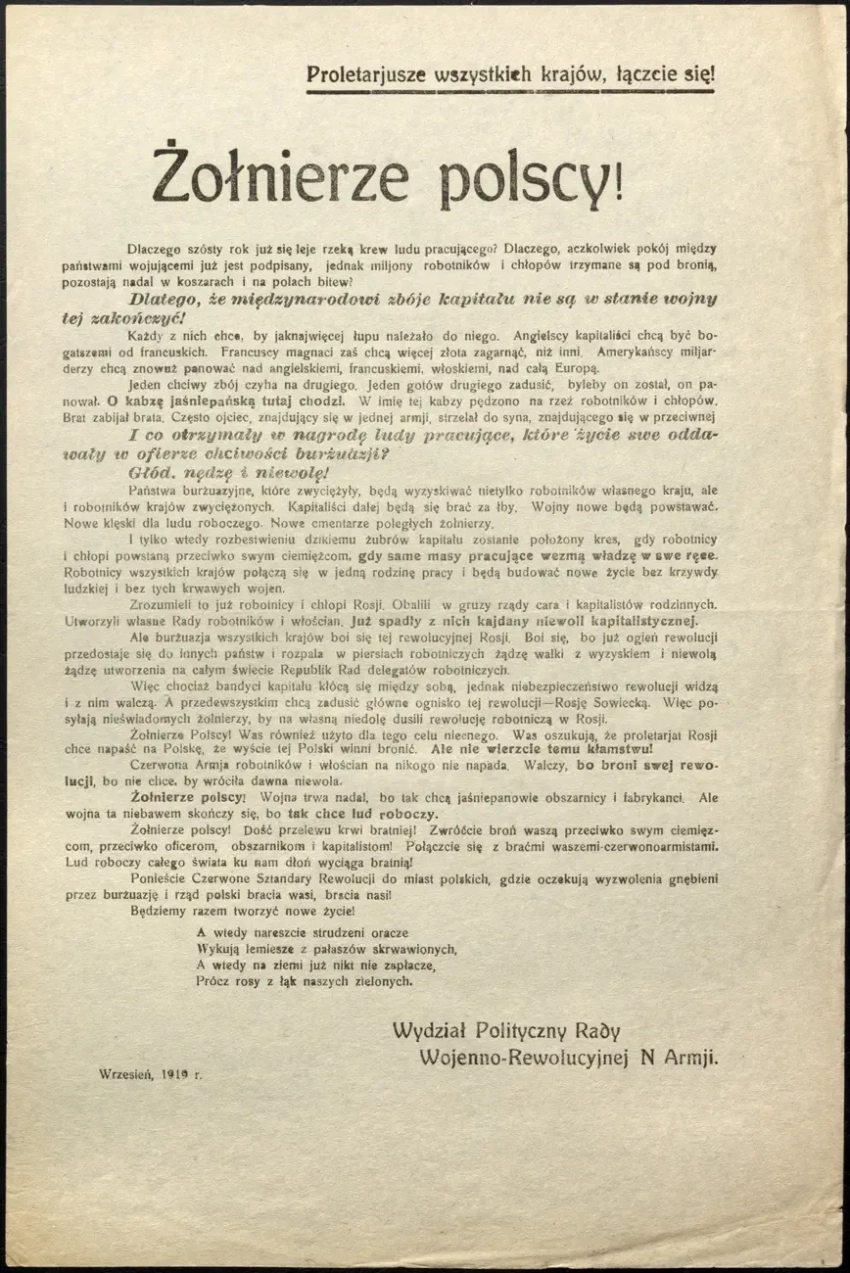 Proletarjusze wszystkich krajów, łączcie się!
Żołnierze polscy!
Dlaczego szósty rok już się leje rzeką krew ludu pracującego? Dlaczego, aczkolwiek pokój między
państwami wojującemi już jest podpisany, jednak miljony robotników i chłopów trzymane są pod bronią,
pozostają nadal w koszarach i na polach bitew?
Dlatego, że międzynarodowi zbóje kapitału nie są w stanie wojny
tej zakończyć!
Każdy z nich chce, by jaknajwięcej łupu należało do niego. Angielscy kapitaliści chcą być bo-
gatszemi od francuskich. Francuscy magnaci zaś chcą więcej złota zagarnąć, niż inni. Amerykańscy miljar-
derzy chcą znowuż panować nad angielskiemi, francuskiemi, włoskiemi, nad całą Europą.
Jeden chciwy zbój czyha na drugiego. Jeden gotów drugiego zadusić, byleby on został, on pa-
nował. O kabzę jaśniepańską tutaj chodzi. W imię tej kabzy pędzono na rzeź robotników i chłopów.
Brat zabijał brata. Często ojciec, znajdujący się w jednej armji, strzelał do syna, znajdującego się w przeciwnej
I co otrzymały w nagrodę ludy pracujące, które życie swe odda-
wały w ofierze chciwości burżuazji?
Głód, nędzę i niewolę!
Państwa burżuazyjne, które zwyciężyły, będą wyzyskiwać nietylko robotników własnego kraju, ale
i robotników krajów zwyciężonych. Kapitaliści dalej będą się brać za łby. Wojny nowe będą powstawać.
Nowe klęski dla ludu roboczego. Nowe cmentarze poległych żołnierzy.
I tylko wtedy rozbestwieniu dzikiemu żubrów kapitału zostanie położony kres, gdy robotnicy
i chłopi powstaną przeciwko swym ciemiężcom, gdy same masy pracujące wezmą władzę w swe ręce.
Robotnicy wszystkich krajów połączą się w jedną rodzinę pracy i będą budować nowe życie bez krzywdy
ludzkiej i bez tych krwawych wojen.
Zrozumieli to już robotnicy i chłopi Rosji. Obalili w gruzy rządy cara i kapitalistów rodzinnych.
Utworzyli własne Rady robotników i włościan. Już spadły z nich kajdany niewoli kapitalistycznej.
Ale burżuazja wszystkich krajów boi się tej rewolucyjnej Rosji. Boi się, bo już ogień rewolucji
przedostaje się do innych państw i rozpala w piersiach robotniczych żądzę walki z wyzyskiem i niewolą
żądzę utworzenia na całym świecie Republik Rad delegatów robotniczych.
Więc chociaż bandyci kapitału kłócą się między sobą, jednak niebezpieczeństwo rewolucji widzą
i z nim walczą. A przedewszystkim chcą zadusić główne ognisko tej rewolucji—Rosję Sowiecką. Więc po-
syłają nieświadomych żołnierzy, by na własną niedolę dusili rewolucję robotniczą w Rosji.
Żołnierze Polscy! Was również użyto dla tego celu niecnego. Was oszukują, że proletarjat Rosji
chce napaść na Polskę, że wyście tej Polski winni bronić. Ale nie wierzcie temu kłamstwu!
Czerwona Armja robotników i włościan na nikogo nie napada. Walczy, bo broni swej rewo-
lucji, bo nie chce, by wróciła dawna niewola.
Żołnierze polscy! Wojna trwa nadal, bo tak chcą jaśniepanowie obszarnicy i fabrykanci. Ale
wojna ta niebawem skończy się, bo tak chce lud roboczy.
Żołnierze polscy! Dość przelewu krwi bratniej! Zwróćcie broń waszą przeciwko swym ciemięz-
com, przeciwko oficerom, obszarnikom i kapitalistom! Połączcie się z braćmi waszemi-czerwonoarmistami.
Lud roboczy całego świata ku nam dłoń wyciąga bratnią!
Ponieście Czerwone Sztandary Rewolucji do miast polskich, gdzie oczekują wyzwolenia gnębieni
przez burżuazję i rząd polski bracia wasi, bracia nasi!
Będziemy razem tworzyć nowe życie!
A wtedy nareszcie strudzeni oracze
Wykują lemiesze z pałaszów skrwawionych,
A wtedy na ziemi już nikt nie zapłacze,
Prócz rosy z łąk naszych zielonych.
Wydział Polityczny Rady
Wojenno-Rewolucyjnej N Armji.
Wrzesień, 1919 r.